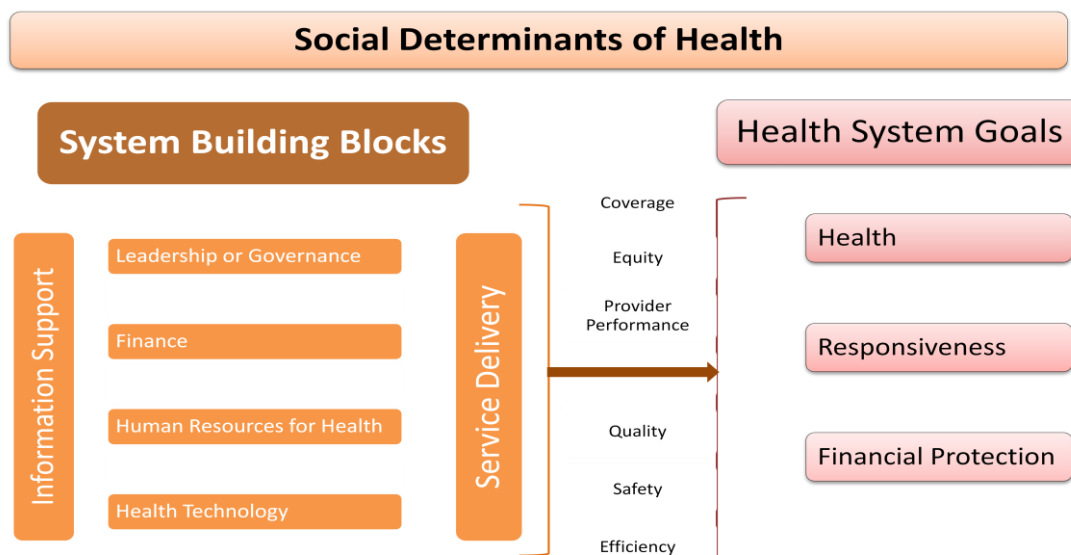 Social Determinants of Health
System Building Blocks
Health System Goals
Information Support
Leadership or Governance
Finance
Human Resources for Health
Health Technology
Service Delivery
Coverage
Equity
Provider
Performance
Quality
Safety
Efficiency
Health
Responsiveness
Financial Protection